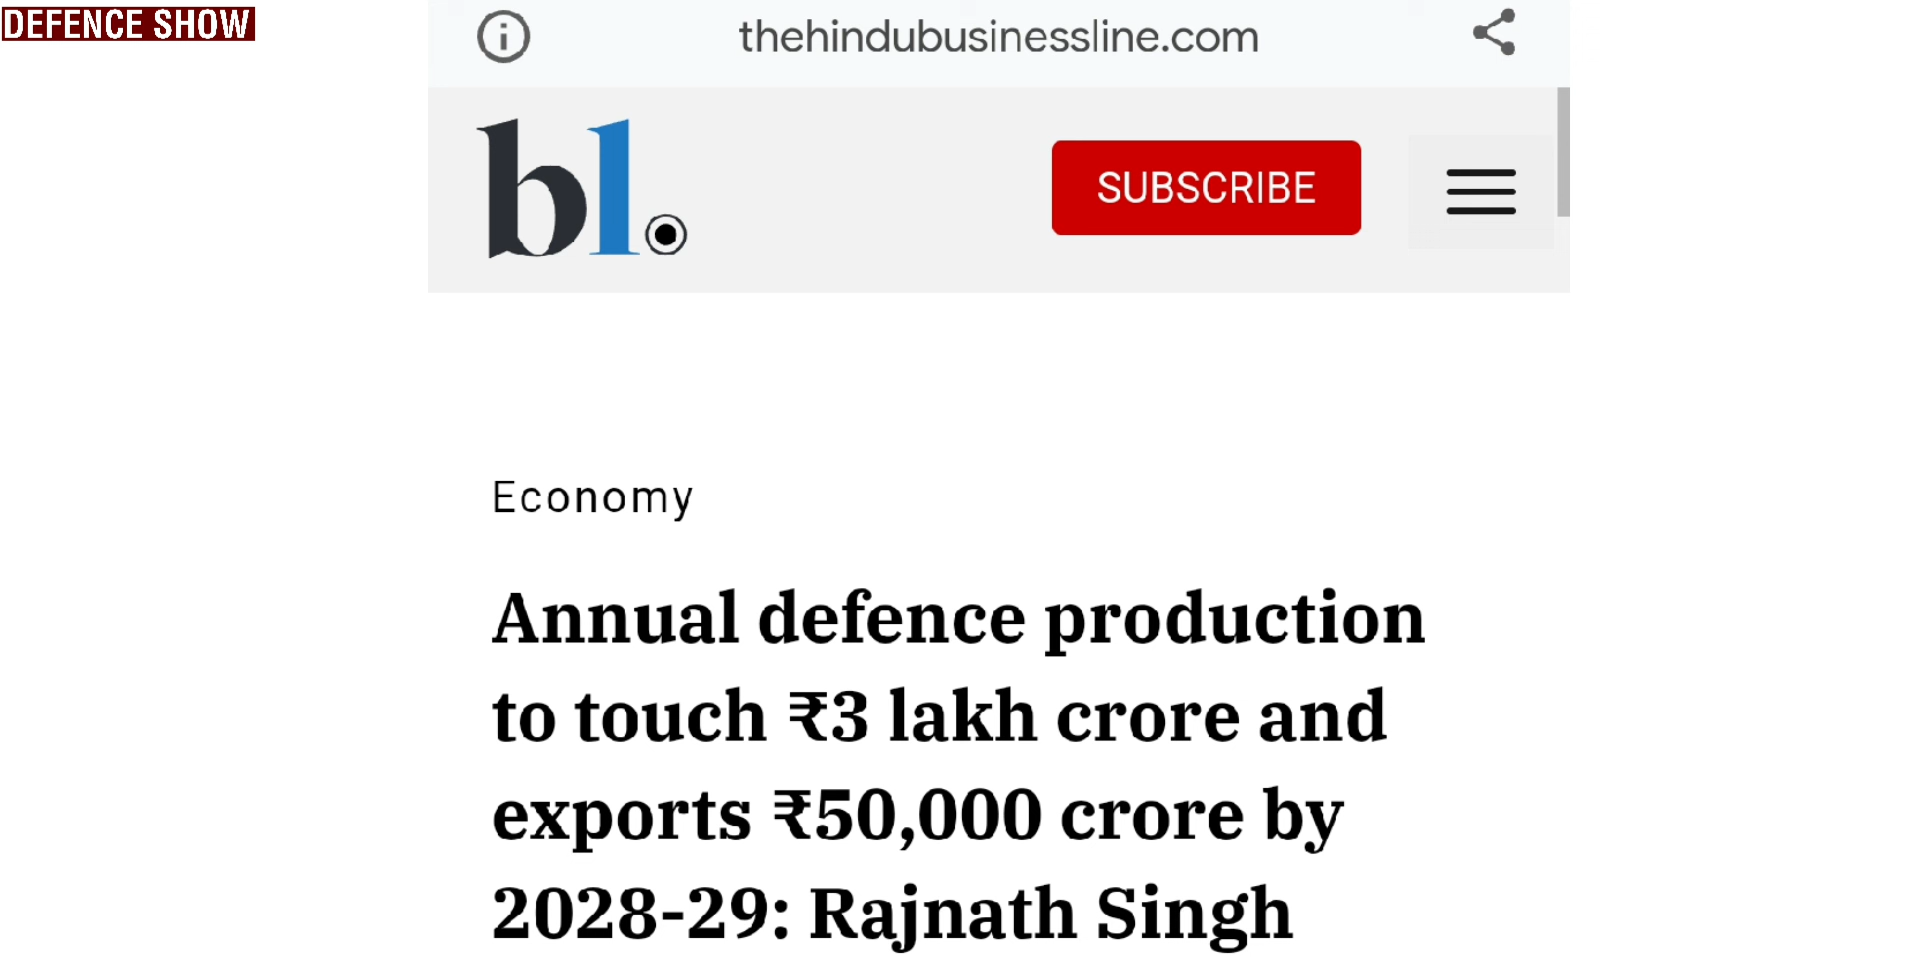 DEFENCE SHOW
thehindubusinessline.com
bl.
SUBSCRIBE
Economy
Annual defence production
to touch ₹3 lakh crore and
exports ₹50,000 crore by
2028-29: Rajnath Singh